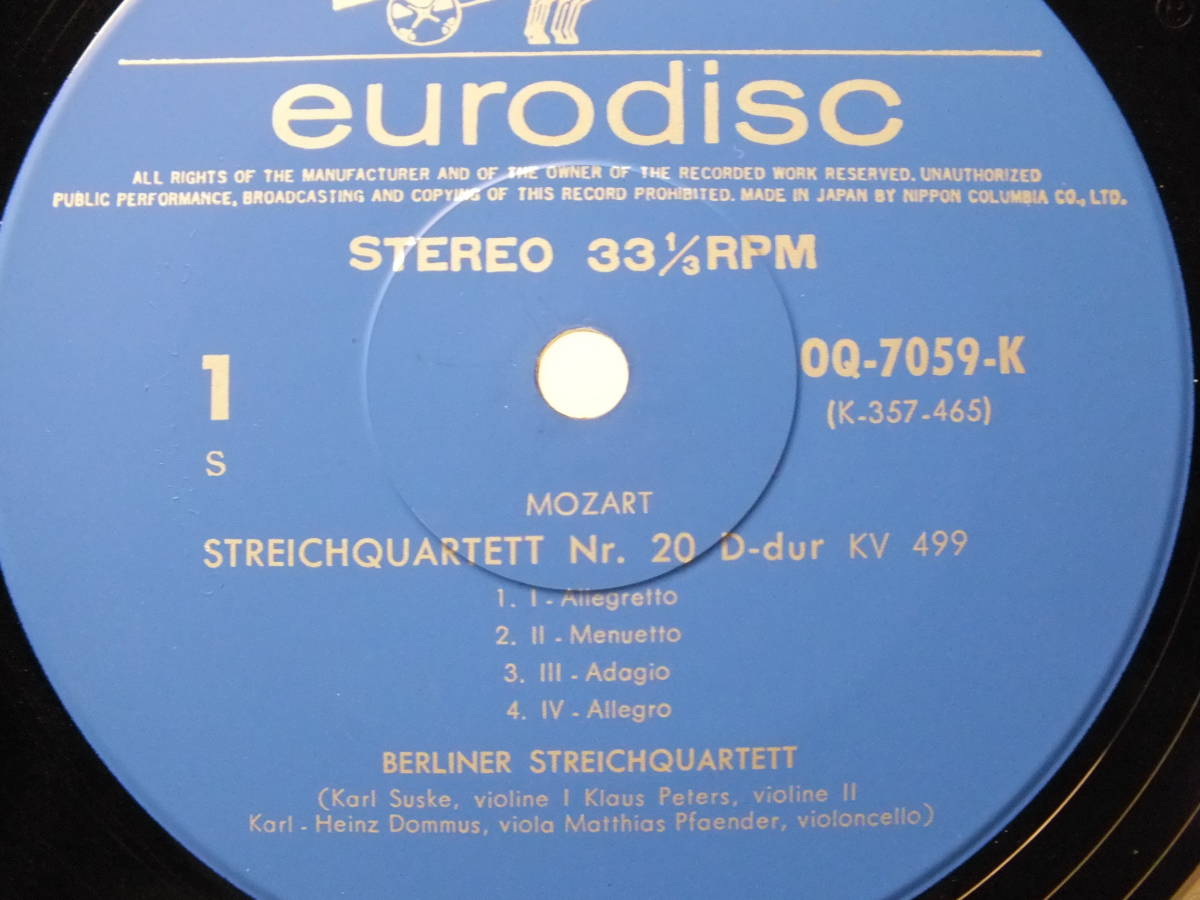 eurodisc
ALL RIGHTS OF THE MANUFACTURER AND OF THE OWNER OF THE RECORDED WORK RESERVED. UNAUTHORIZED
PUBLIC PERFORMANCE, BROADCASTING AND COPYING OF THIS RECORD PROHIBITED. MADE IN JAPAN BY NIPPON COLUMBIA CO., LTD.
STEREO 33⅓RPM
1
S
OQ-7059-K
(K-357-465)
MOZART
STREICHQUARTETT Nr. 20 D-dur KV 499
1. I - Allegretto
2. II - Menuetto
3. III - Adagio
4. IV - Allegro
BERLINER STREICHQUARTETT
(Karl Suske, violine I Klaus Peters, violine II
Karl - Heinz Dommus, viola Matthias Pfaender, violoncello)